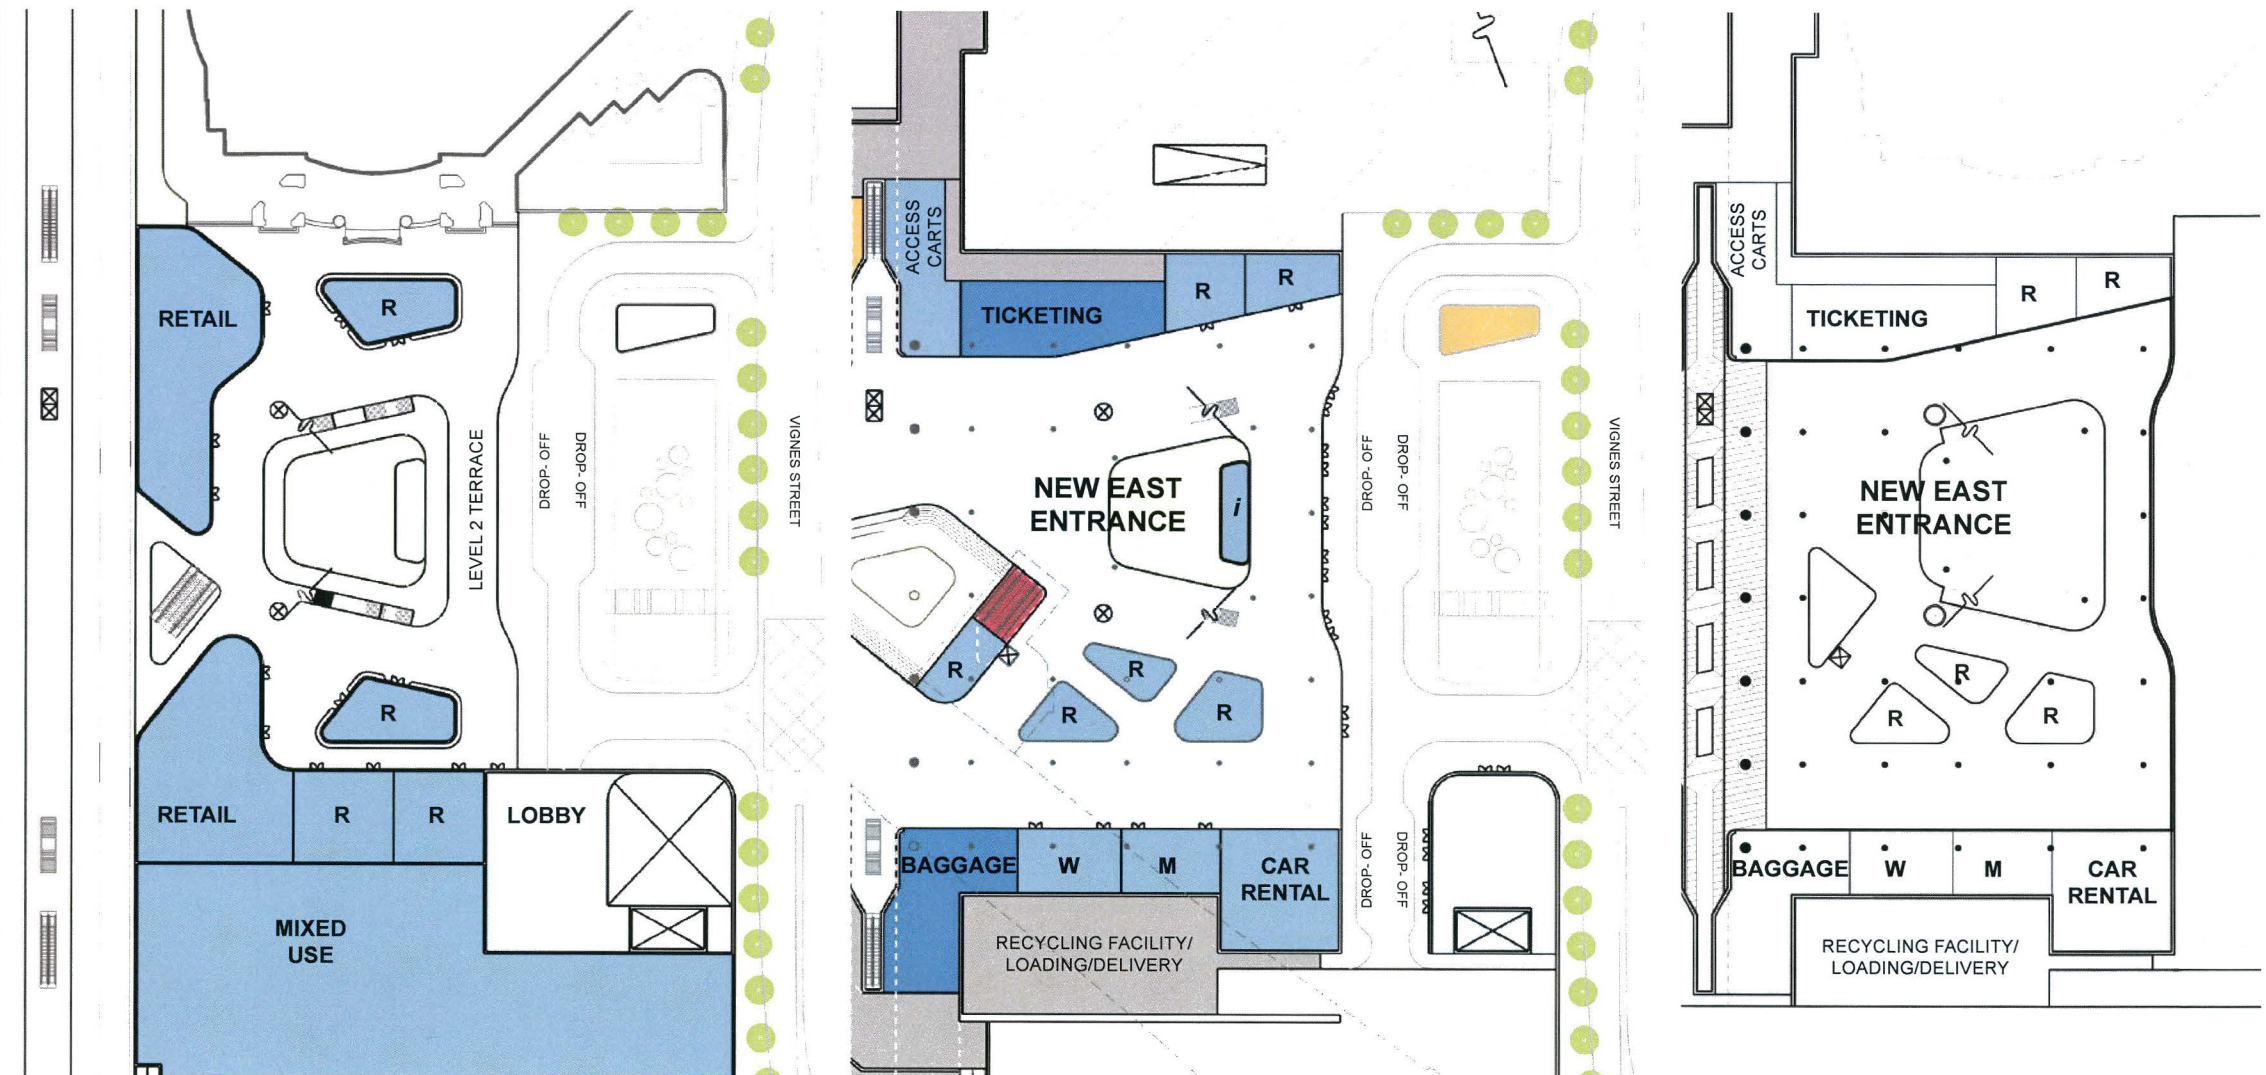 RETAIL
R
LEVEL 2 TERRACE
DROP- OFF
DROP- OFF
VIGNES STREET
R
RETAIL
R
R
LOBBY
MIXED
USE
ACCESS
CARTS
TICKETING
R
R
NEW EAST
ENTRANCE
i
DROP- OFF
DROP- OFF
VIGNES STREET
R
R
R
R
BAGGAGE
W
M
CAR
RENTAL
DROP- OFF
DROP- OFF
RECYCLING FACILITY/
LOADING/DELIVERY
ACCESS
CARTS
TICKETING
R
R
NEW EAST
ENTRANCE
R
R
R
BAGGAGE
W
M
CAR
RENTAL
RECYCLING FACILITY/
LOADING/DELIVERY